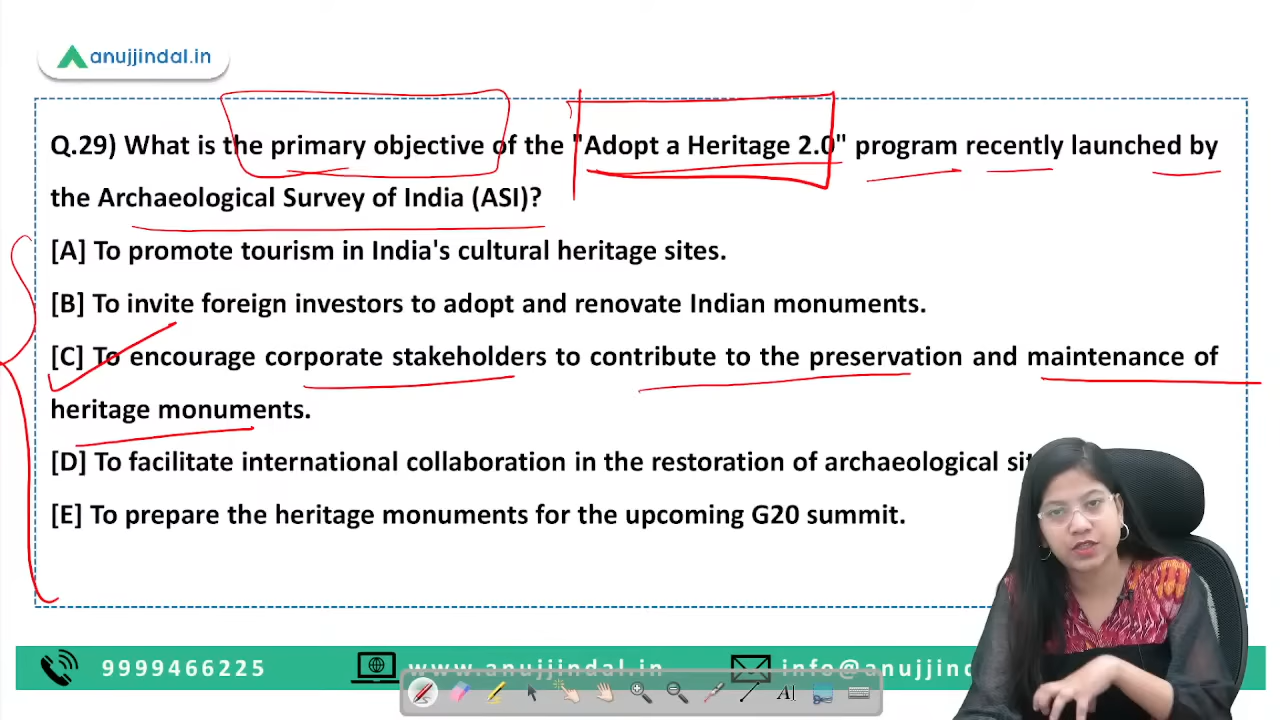 anujjindal.in
Q.29) What is the primary objective of the "Adopt a Heritage 2.0" program recently launched by
the Archaeological Survey of India (ASI)?
[A] To promote tourism in India's cultural heritage sites.
[B] To invite foreign investors to adopt and renovate Indian monuments.
[C] To encourage corporate stakeholders to contribute to the preservation and maintenance of
heritage monuments.
[D] To facilitate international collaboration in the restoration of archaeological
[E] To prepare the heritage monuments for the upcoming G20 summit.
9999466225 www.anujjindal.in